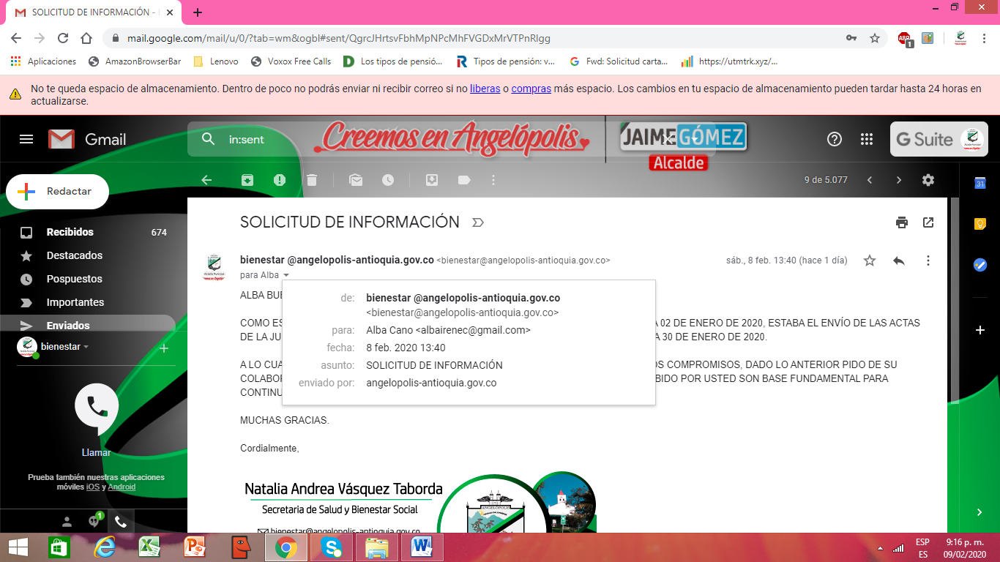 SOLICITUD DE INFORMACIÓN -
mail.google.com/mail/u/0/?tab=wm&ogbl#sent/QgrcJHrtsvFbhMpNPcMhFVGDxMrVTPnRlgg
ABP
1
Aplicaciones
AmazonBrowserBar
Lenovo
Voxox Free Calls
Los tipos de pensió...
Tipos de pensión: v...
Fwd: Solicitud carta...
https://utmtrk.xyz/...
No te queda espacio de almacenamiento. Dentro de poco no podrás enviar ni recibir correo si no liberas o compras más espacio. Los cambios en tu espacio de almacenamiento pueden tardar hasta 24 horas en
actualizarse.
Gmail
in:sent
Creemos en Angelópolis
JAIME GÓMEZ
Alcalde
G Suite
Redactar
9 de 5.077
31
Recibidos 674
Destacados
Pospuestos
Importantes
Enviados
bienestar
Llamar
Prueba también nuestras aplicaciones
móviles iOS y Android
1
SOLICITUD DE INFORMACIÓN
bienestar @angelopolis-antioquia.gov.co <bienestar@angelopolis-antioquia.gov.co>
sáb., 8 feb. 13:40 (hace 1 día)
para Alba
ALBA BUE
de: bienestar @angelopolis-antioquia.gov.co
<bienestar@angelopolis-antioquia.gov.co>
para: Alba Cano <albairenec@gmail.com>
fecha: 8 feb. 2020 13:40
asunto: SOLICITUD DE INFORMACIÓN
enviado por: angelopolis-antioquia.gov.co
COMO ES A 02 DE ENERO DE 2020, ESTABA EL ENVÍO DE LAS ACTAS
DE LA JU A 30 DE ENERO DE 2020.
A LO CUA OS COMPROMISOS, DADO LO ANTERIOR PIDO DE SU
COLABOR BIDO POR USTED SON BASE FUNDAMENTAL PARA
CONTINU
MUCHAS GRACIAS.
Cordialmente,
Natalia Andrea Vásquez Taborda
Secretaria de Salud y Bienestar Social
bienestar@angelopolis-antioquia.gov.co
ANGELÓPOLIS
ESP
ES
9:16 p. m.
09/02/2020